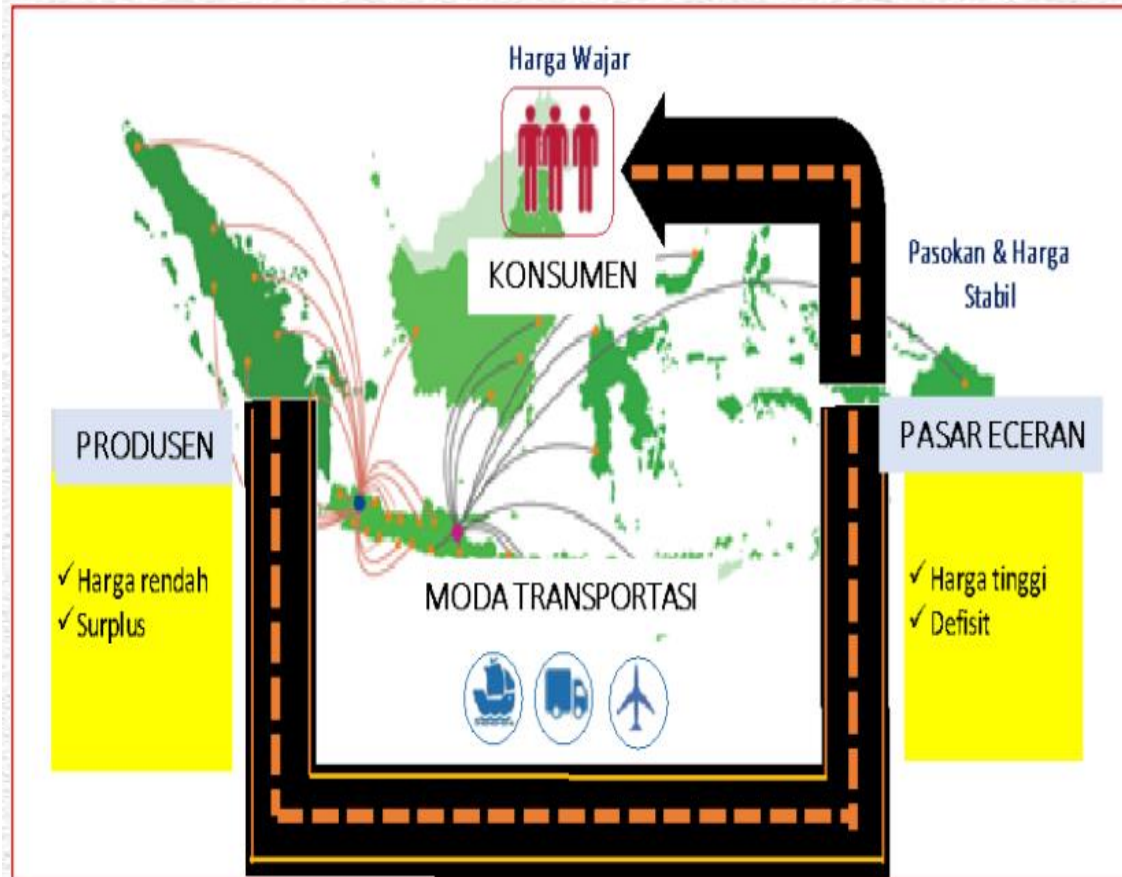 Harga Wajar
KONSUMEN
Pasokan & Harga
Stabil
PRODUSEN
✓ Harga rendah
✓ Surplus
MODA TRANSPORTASI
PASAR ECERAN
✓ Harga tinggi
✓ Defisit